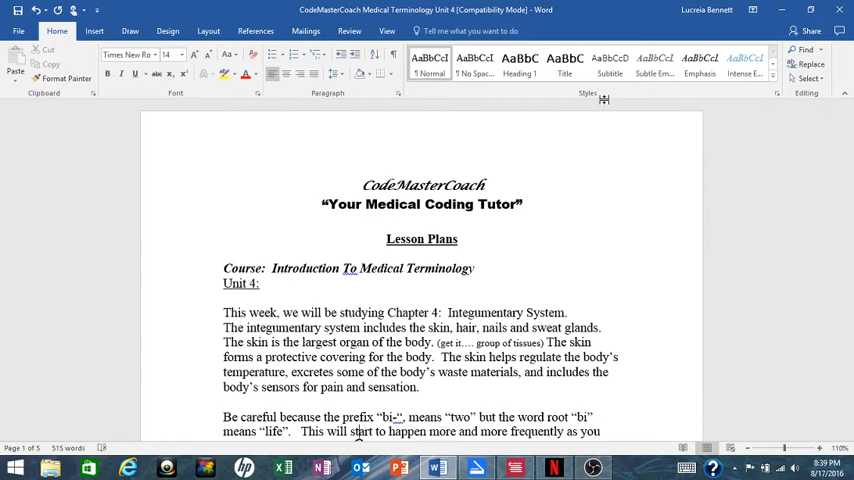 CodeMasterCoach Medical Terminology Unit 4 [Compatibility Mode] - Word
Lucreia Bennett
File Home Insert Draw Design Layout References Mailings Review View Tell me what you want to do
Share
Paste
Cut
Copy
Format Painter
Clipboard
Times New Ro 14
Font
Paragraph
AaBbCcI AaBbCcI AaBbC AaBbC AaBbCcD AaBbCcI AaBbCcI AaBbCcI
¶ Normal ¶ No Spac... Heading 1 Title Subtitle Subtle Em... Emphasis Intense E...
Styles
Find
Replace
Select
Editing
CodeMasterCoach
“Your Medical Coding Tutor”
Lesson Plans
Course: Introduction To Medical Terminology
Unit 4:
This week, we will be studying Chapter 4: Integumentary System.
The integumentary system includes the skin, hair, nails and sweat glands.
The skin is the largest organ of the body. (get it…. group of tissues) The skin
forms a protective covering for the body. The skin helps regulate the body’s
temperature, excretes some of the body’s waste materials, and includes the
body’s sensors for pain and sensation.
Be careful because the prefix “bi-“, means “two” but the word root “bi”
means “life”. This will start to happen more and more frequently as you
Page 1 of 5 515 words
110%
8:39 PM
8/17/2016